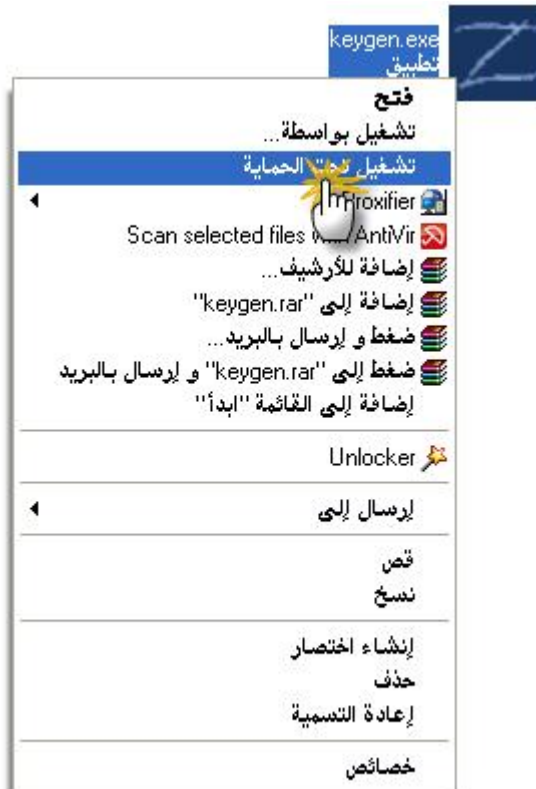 keygen.exe
تطبيق
فتح
تشغيل بواسطة...
تشغيل تحت الحماية
Proxifier
Scan selected files with AntiVir
إضافة للأرشيف...
إضافة إلى "keygen.rar"
ضغط و إرسال بالبريد...
ضغط إلى "keygen.rar" و إرسال بالبريد
إضافة إلى القائمة "ابدأ"
Unlocker
إرسال إلى
قص
نسخ
إنشاء اختصار
حذف
إعادة التسمية
خصائص